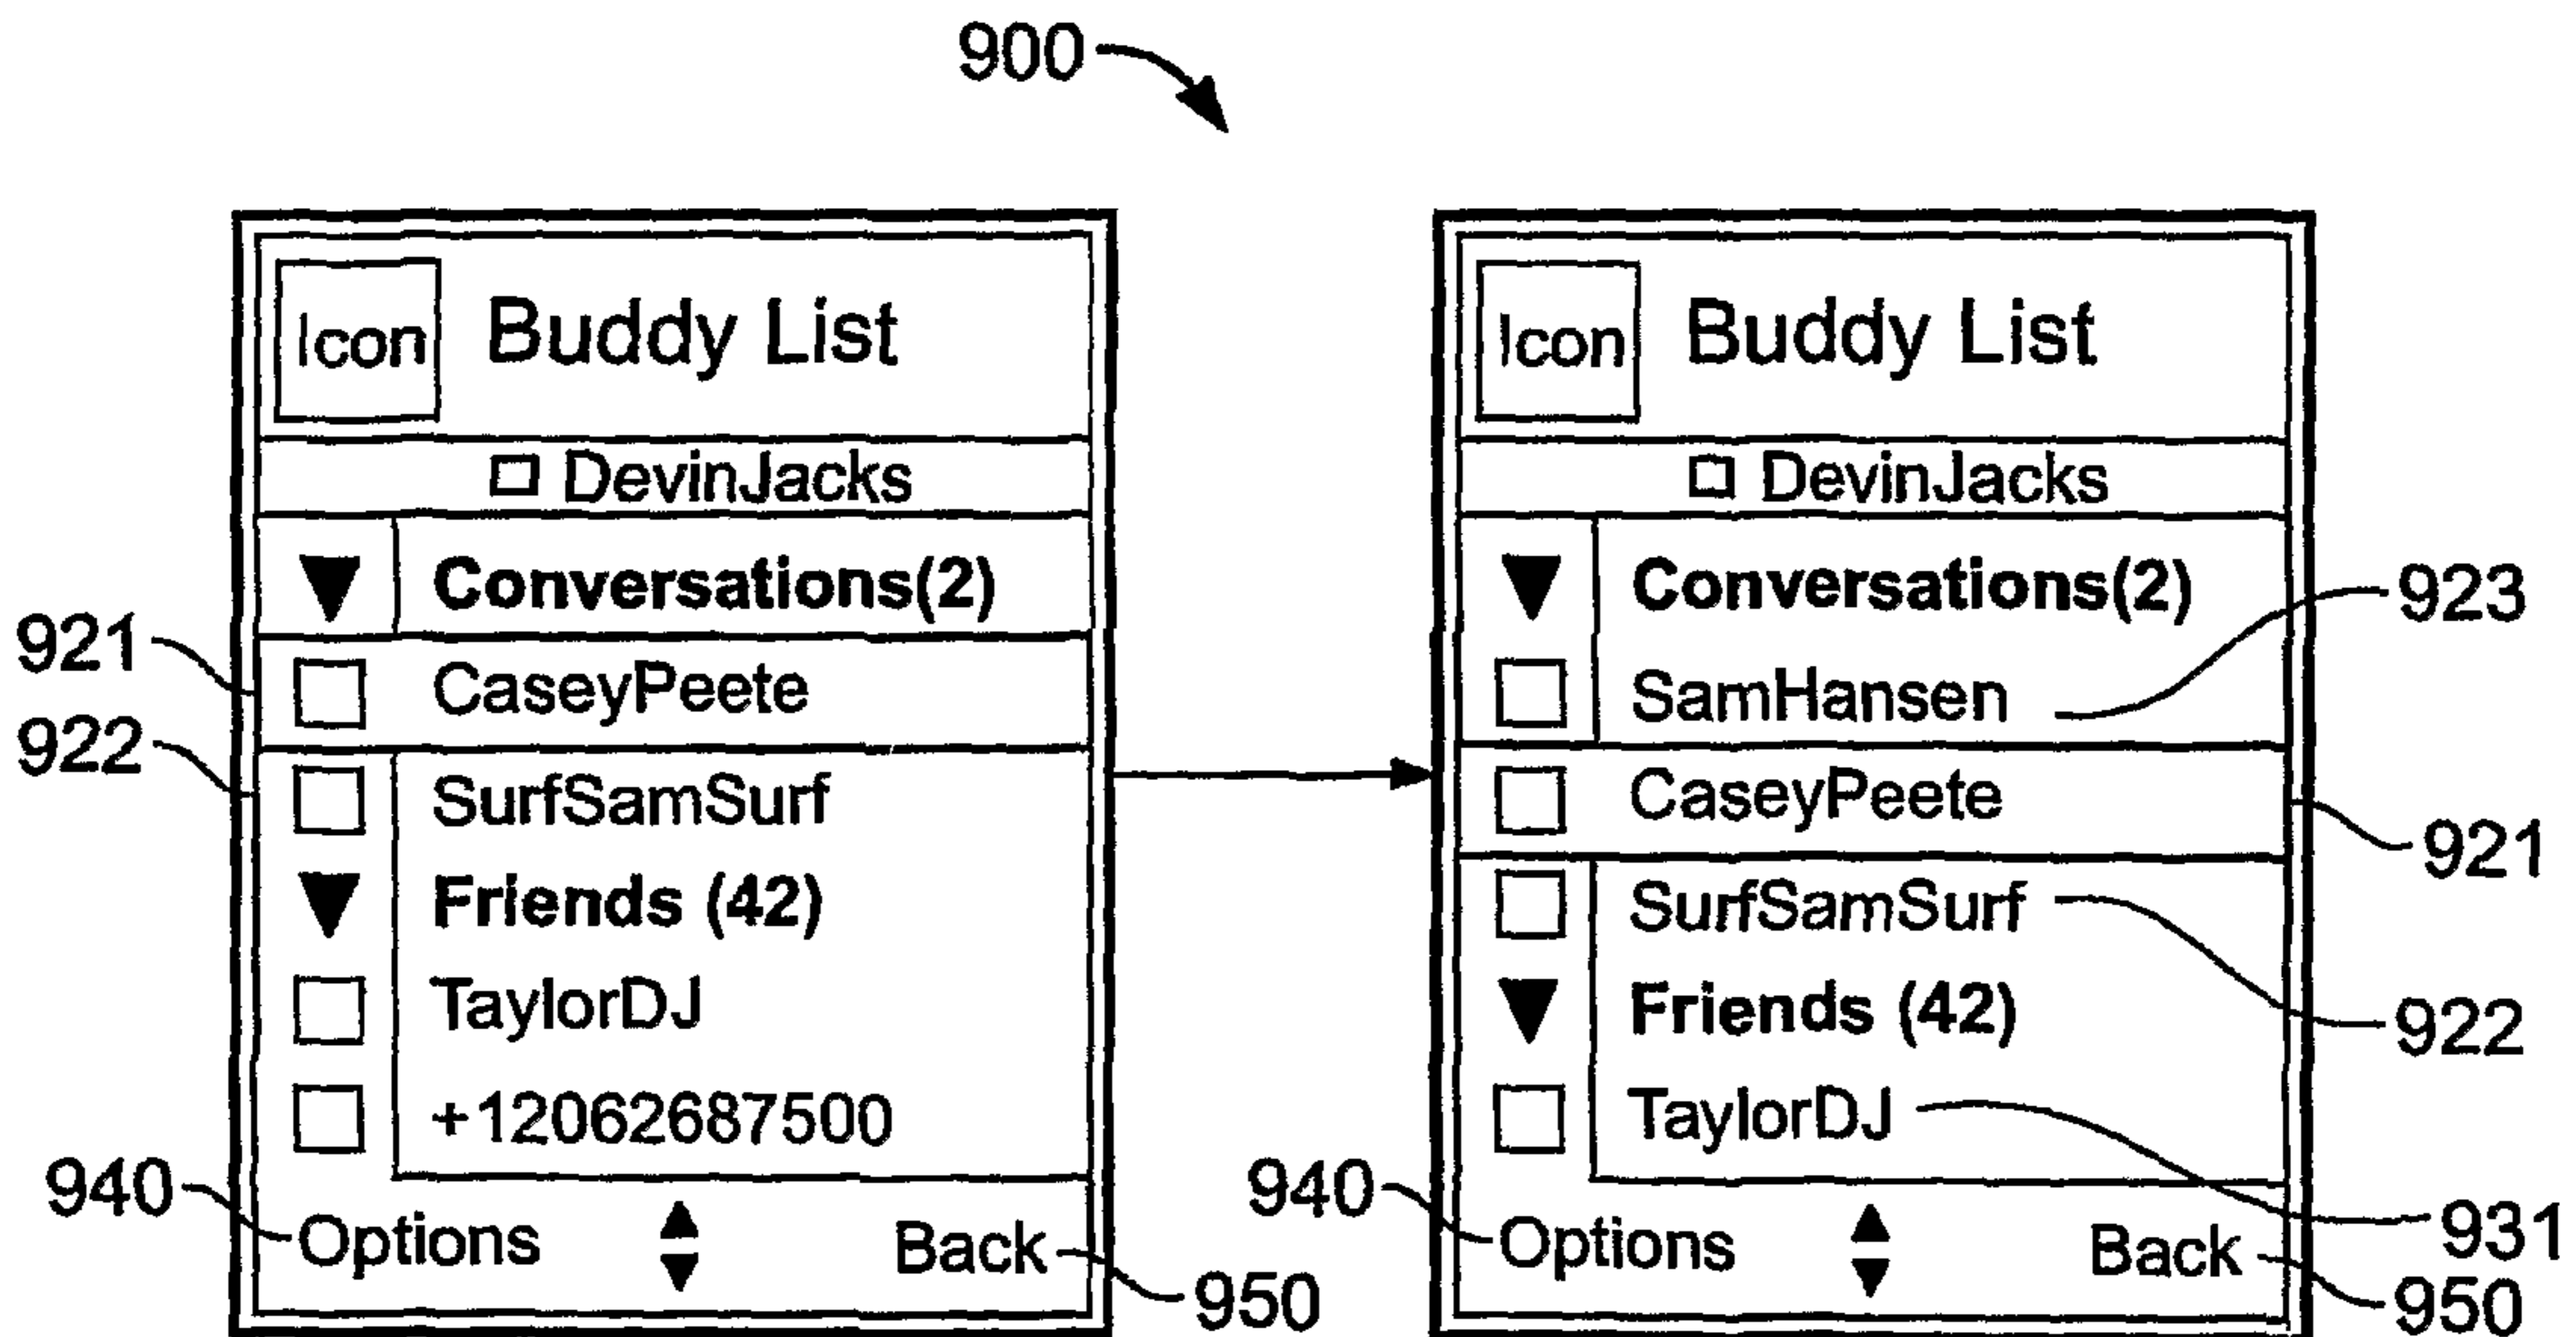 900
Icon Buddy List
DevinJacks
Conversations(2)
921 CaseyPeete
922 SurfSamSurf
Friends (42)
TaylorDJ
+12062687500
940 Options Back 950
Icon Buddy List
DevinJacks
Conversations(2) 923
SamHansen
CaseyPeete 921
SurfSamSurf 922
Friends (42)
TaylorDJ 931
940 Options Back 950